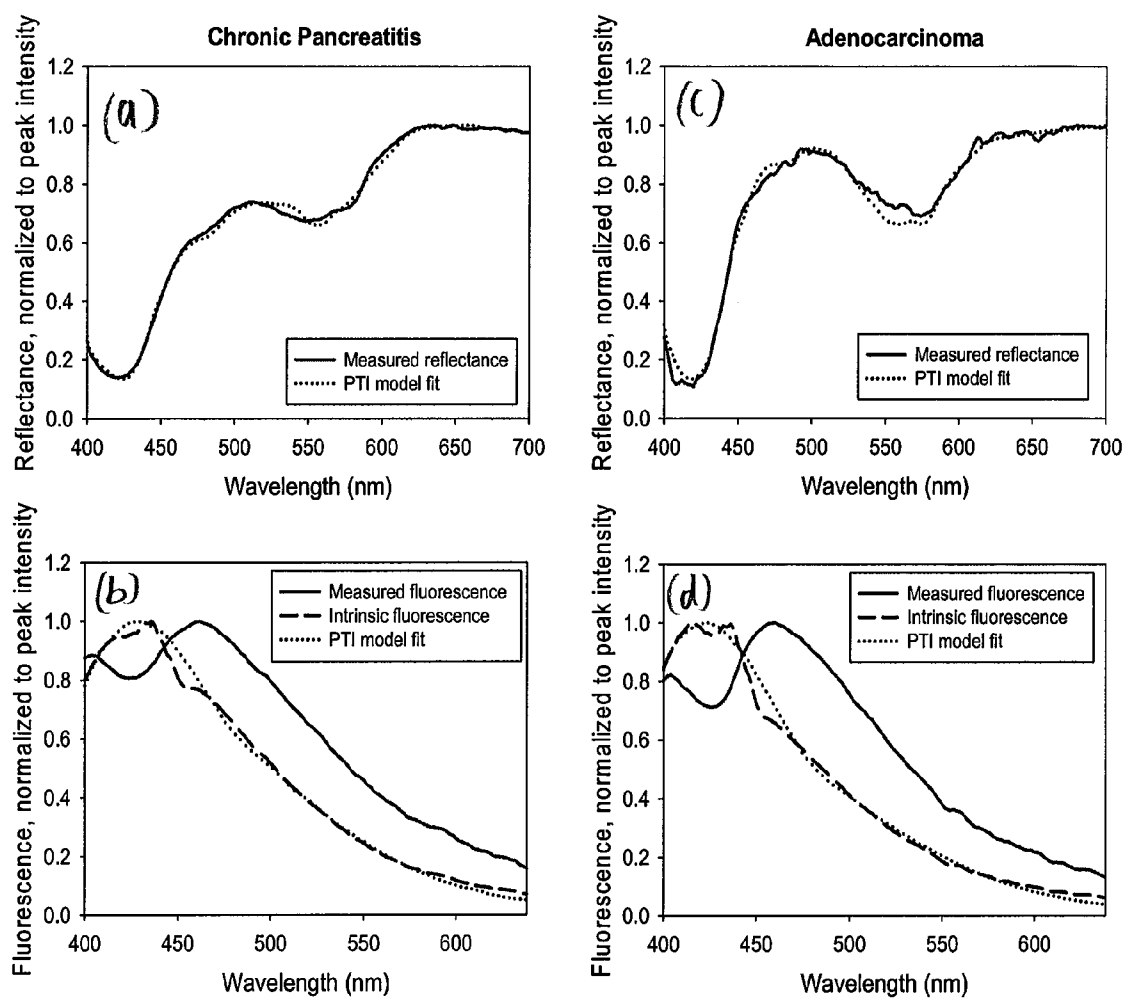 Chronic Pancreatitis
Reflectance, normalized to peak intensity
1.2
1.0
0.8
0.6
0.4
0.2
0.0
(a)
Measured reflectance
PTI model fit
400 450 500 550 600 650 700
Wavelength (nm)
Adenocarcinoma
Reflectance, normalized to peak intensity
1.2
1.0
0.8
0.6
0.4
0.2
0.0
(c)
Measured reflectance
PTI model fit
400 450 500 550 600 650 700
Wavelength (nm)
Fluorescence, normalized to peak intensity
1.2
1.0
0.8
0.6
0.4
0.2
0.0
(b)
Measured fluorescence
Intrinsic fluorescence
PTI model fit
400 450 500 550 600
Wavelength (nm)
Fluorescence, normalized to peak intensity
1.2
1.0
0.8
0.6
0.4
0.2
0.0
(d)
Measured fluorescence
Intrinsic fluorescence
PTI model fit
400 450 500 550 600
Wavelength (nm)